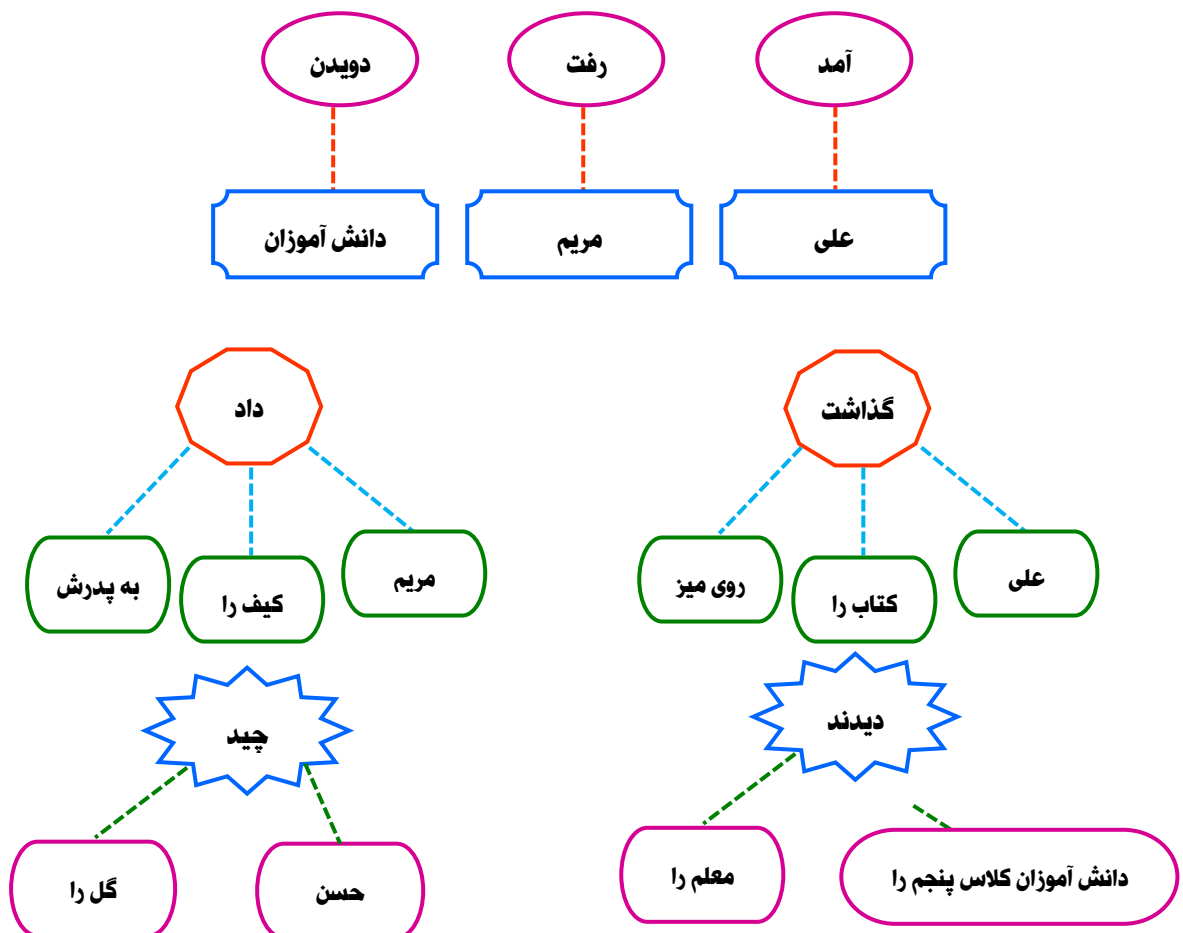 آمد
رفت
دویدن
علی
مریم
دانش آموزان
گذاشت
داد
علی
کتاب را
روی میز
مریم
کیف را
به پدرش
دیدند
چید
دانش آموزان کلاس پنجم را
معلم را
حسن
گل را